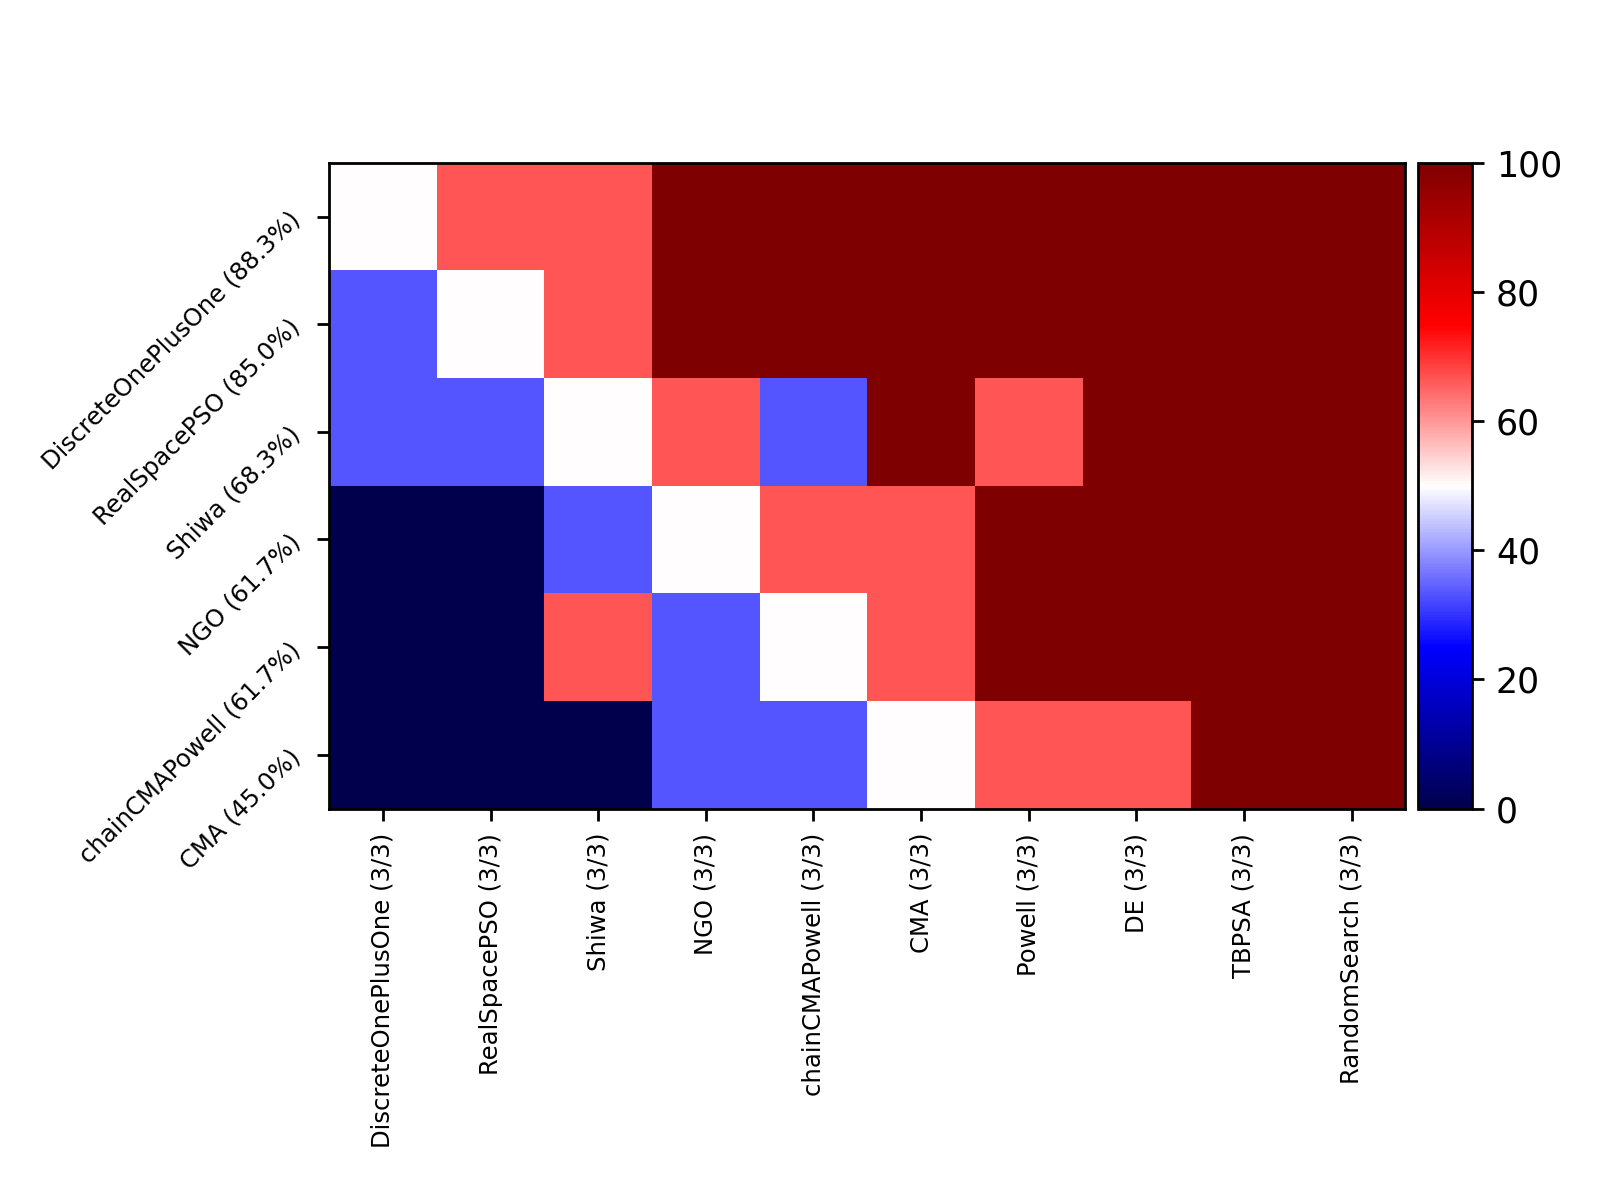 DiscreteOnePlusOne (88.3%)
RealSpacePSO (85.0%)
Shiwa (68.3%)
NGO (61.7%)
chainCMAPowell (61.7%)
CMA (45.0%)
DiscreteOnePlusOne (3/3)
RealSpacePSO (3/3)
Shiwa (3/3)
NGO (3/3)
chainCMAPowell (3/3)
CMA (3/3)
Powell (3/3)
DE (3/3)
TBPSA (3/3)
RandomSearch (3/3)
100
80
60
40
20
0